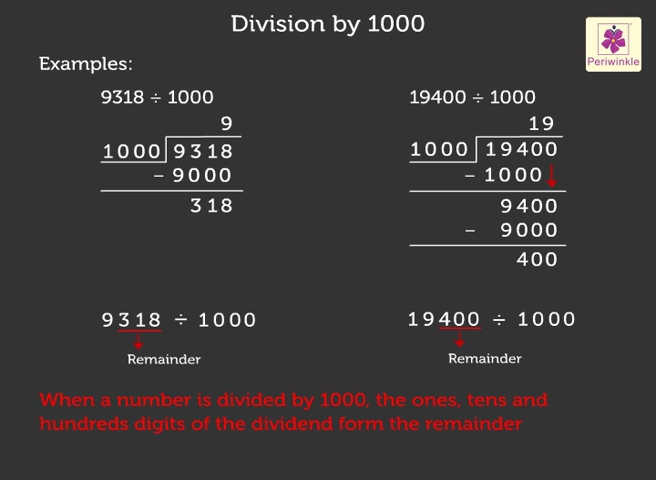 Division by 1000
Periwinkle
Examples:
9318 ÷ 1000
9
1000 9318
- 9000
318
9318 ÷ 1000
Remainder
19400 ÷ 1000
19
1000 19400
- 1000
9400
- 9000
400
19400 ÷ 1000
Remainder
When a number is divided by 1000, the ones, tens and
hundreds digits of the dividend form the remainder